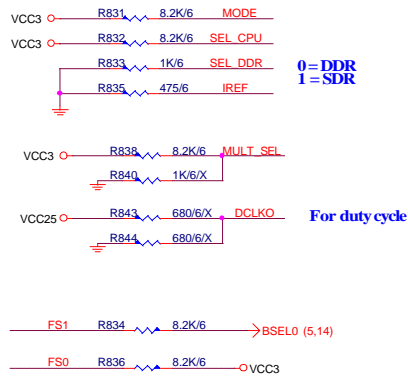 R831 8.2K/6 MODE
VCC3
R832 8.2K/6 SEL_CPU
VCC3
R833 1K/6 SEL_DDR
0=DDR
1=SDR
R835 475/6 IREF
R838 8.2K/6 MULT_SEL
VCC3
R840 1K/6/X
R843 680/6/X DCLKO
VCC25
For duty cycle
R844 680/6/X
FS1 R834 8.2K/6 BSEL0 (5,14)
FS0 R836 8.2K/6 VCC3